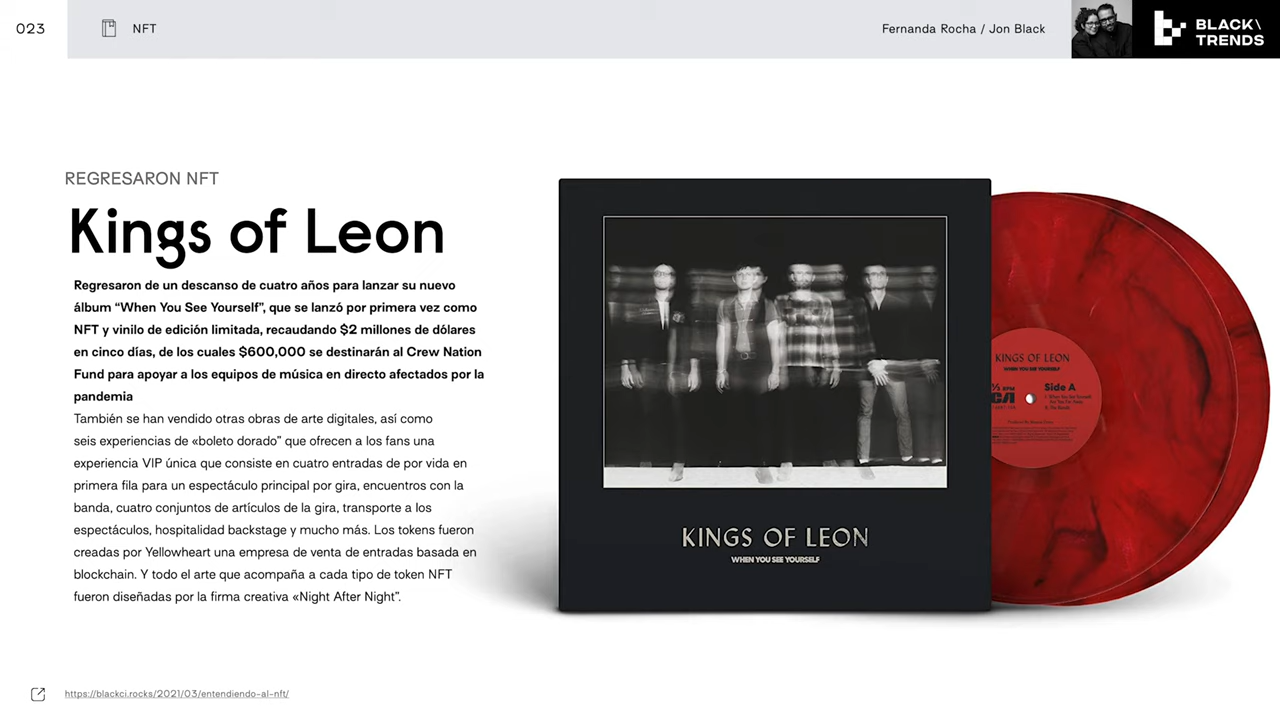 023
NFT
Fernanda Rocha / Jon Black
BLACK\
TRENDS
REGRESARON NFT
Kings of Leon
Regresaron de un descanso de cuatro años para lanzar su nuevo
álbum “When You See Yourself”, que se lanzó por primera vez como
NFT y vinilo de edición limitada, recaudando $2 millones de dólares
en cinco días, de los cuales $600,000 se destinarán al Crew Nation
Fund para apoyar a los equipos de música en directo afectados por la
pandemia
También se han vendido otras obras de arte digitales, así como
seis experiencias de «boleto dorado” que ofrecen a los fans una
experiencia VIP única que consiste en cuatro entradas de por vida en
primera fila para un espectáculo principal por gira, encuentros con la
banda, cuatro conjuntos de artículos de la gira, transporte a los
espectáculos, hospitalidad backstage y mucho más. Los tokens fueron
creadas por Yellowheart una empresa de venta de entradas basada en
blockchain. Y todo el arte que acompaña a cada tipo de token NFT
fueron diseñadas por la firma creativa «Night After Night”.
KINGS OF LEON
WHEN YOU SEE YOURSELF
KINGS OF LEON
WHEN YOU SEE YOURSELF
RPM
Side A
https://blackci.rocks/2021/03/entendiendo-al-nft/